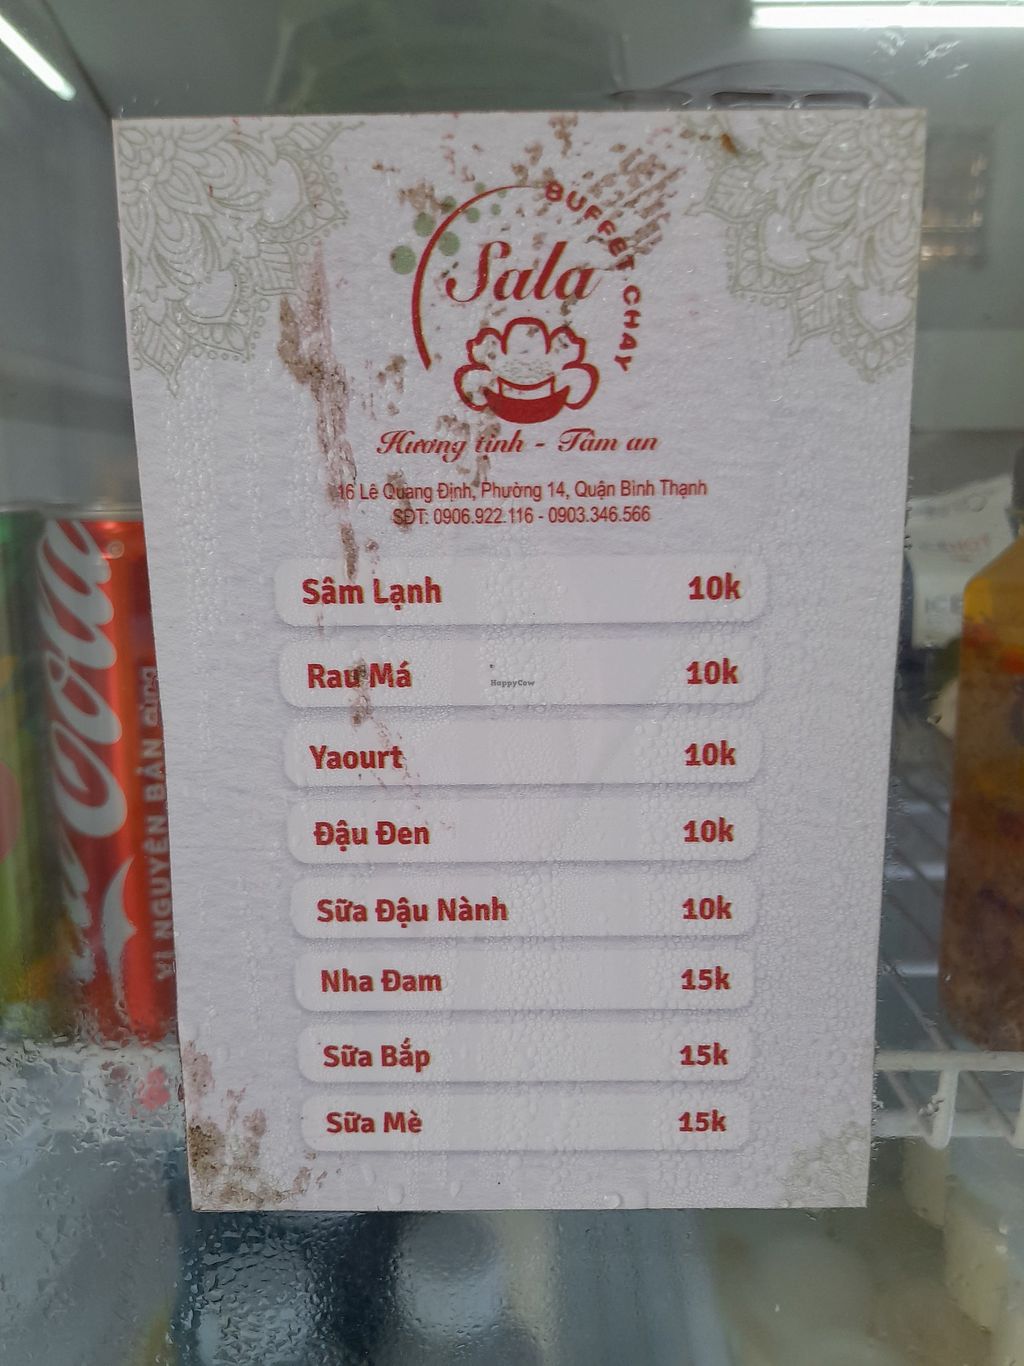 BUFFET CHAY
Sala
Hương tịnh - Tâm an
16 Lê Quang Định, Phường 14, Quận Bình Thạnh
SĐT: 0906.922.116 - 0903.346.566
Sâm Lạnh 10k
Rau Má 10k
HappyCow
Yaourt 10k
Đậu Đen 10k
Sữa Đậu Nành 10k
Nha Đam 15k
Sữa Bắp 15k
Sữa Mè 15k
Cola
VỊ NGUYÊN BẢN